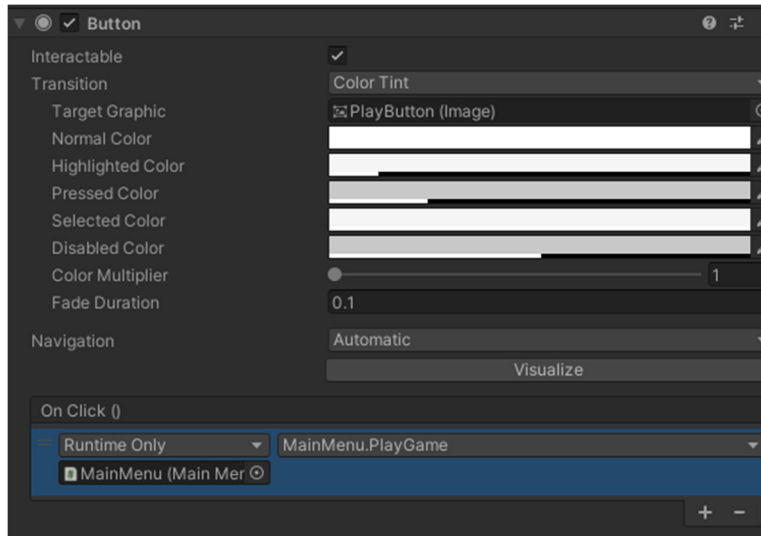 Button
Interactable
Transition Color Tint
Target Graphic PlayButton (Image)
Normal Color
Highlighted Color
Pressed Color
Selected Color
Disabled Color
Color Multiplier 1
Fade Duration 0.1
Navigation Automatic
Visualize
On Click ()
Runtime Only MainMenu.PlayGame
MainMenu (Main Mer